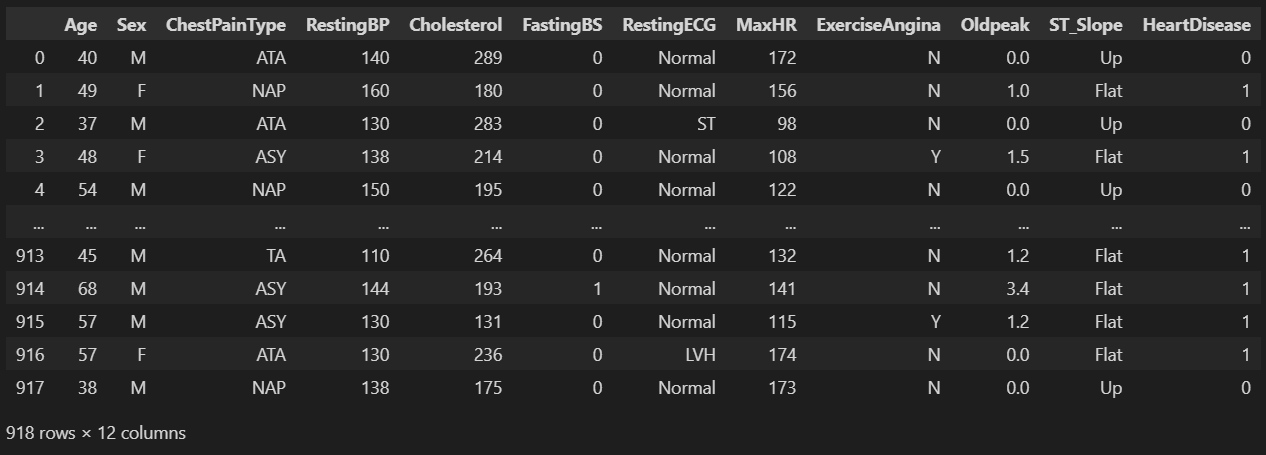 Age Sex ChestPainType RestingBP Cholesterol FastingBS RestingECG MaxHR ExerciseAngina Oldpeak ST_Slope HeartDisease
0 40 M ATA 140 289 0 Normal 172 N 0.0 Up 0
1 49 F NAP 160 180 0 Normal 156 N 1.0 Flat 1
2 37 M ATA 130 283 0 ST 98 N 0.0 Up 0
3 48 F ASY 138 214 0 Normal 108 Y 1.5 Flat 1
4 54 M NAP 150 195 0 Normal 122 N 0.0 Up 0
... ... ... ... ... ... ... ... ... ... ... ... ...
913 45 M TA 110 264 0 Normal 132 N 1.2 Flat 1
914 68 M ASY 144 193 1 Normal 141 N 3.4 Flat 1
915 57 M ASY 130 131 0 Normal 115 Y 1.2 Flat 1
916 57 F ATA 130 236 0 LVH 174 N 0.0 Flat 1
917 38 M NAP 138 175 0 Normal 173 N 0.0 Up 0
918 rows × 12 columns